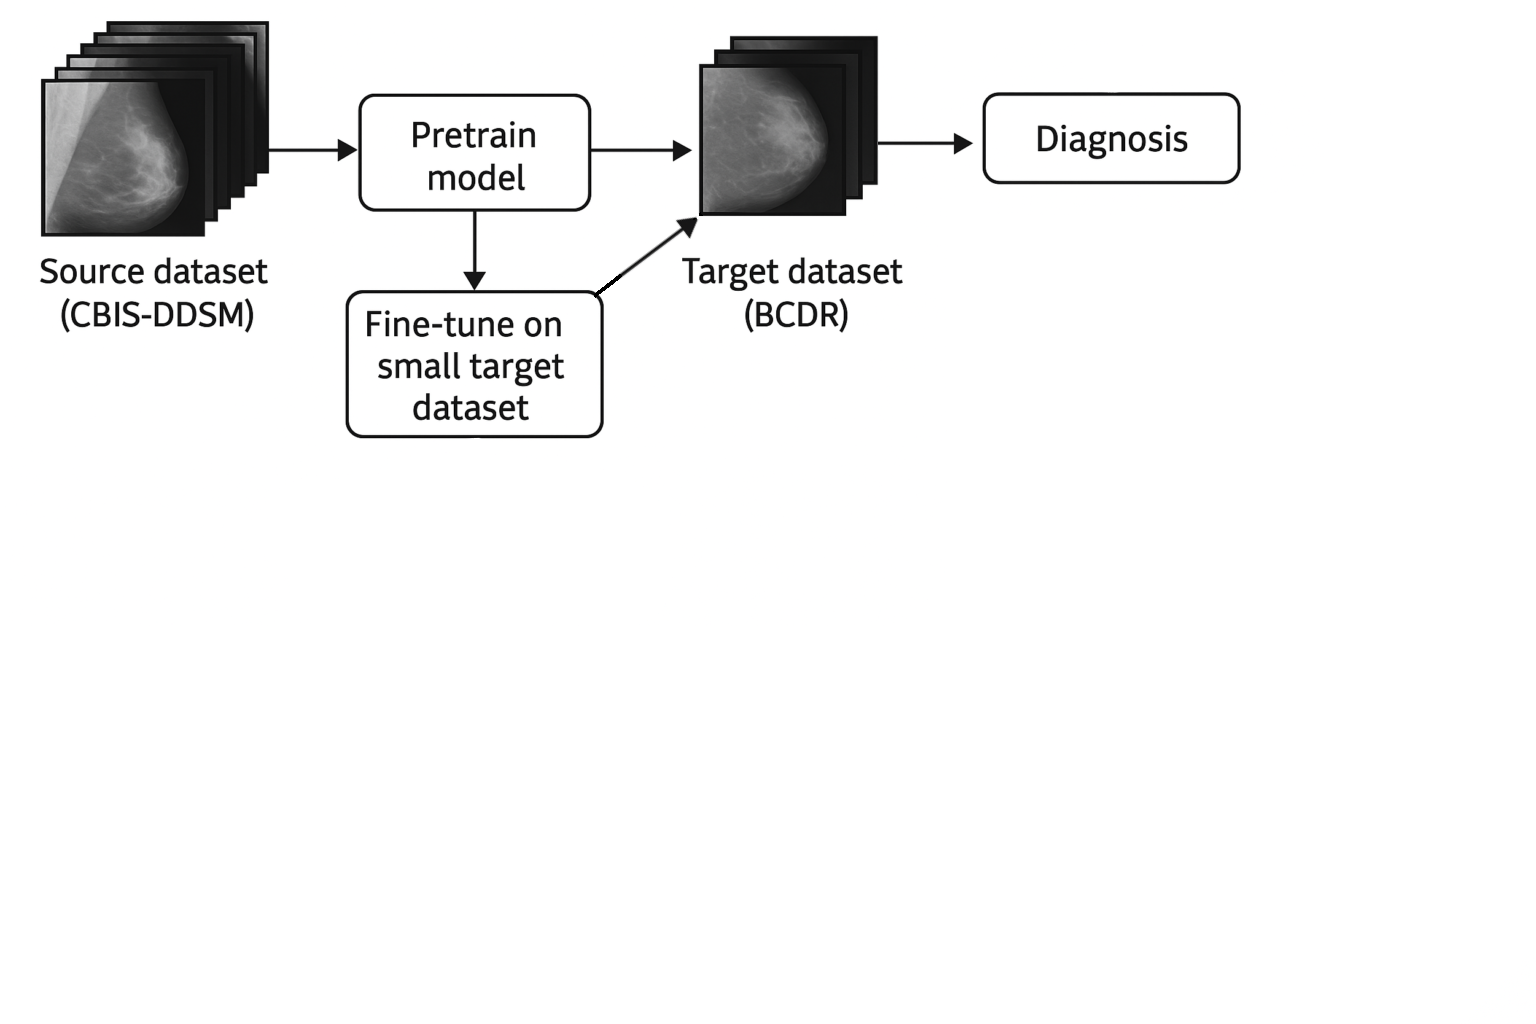 Source dataset
(CBIS-DDSM)
Pretrain
model
Fine-tune on
small target
dataset
Target dataset
(BCDR)
Diagnosis